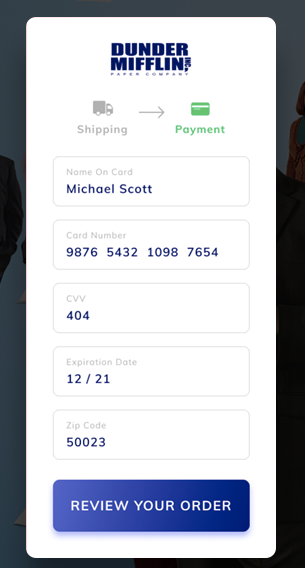 DUNDER
MIFFLIN, INC
PAPER COMPANY
Shipping
Payment
Name On Card
Michael Scott
Card Number
9876 5432 1098 7654
CVV
404
Expiration Date
12 / 21
Zip Code
50023
REVIEW YOUR ORDER